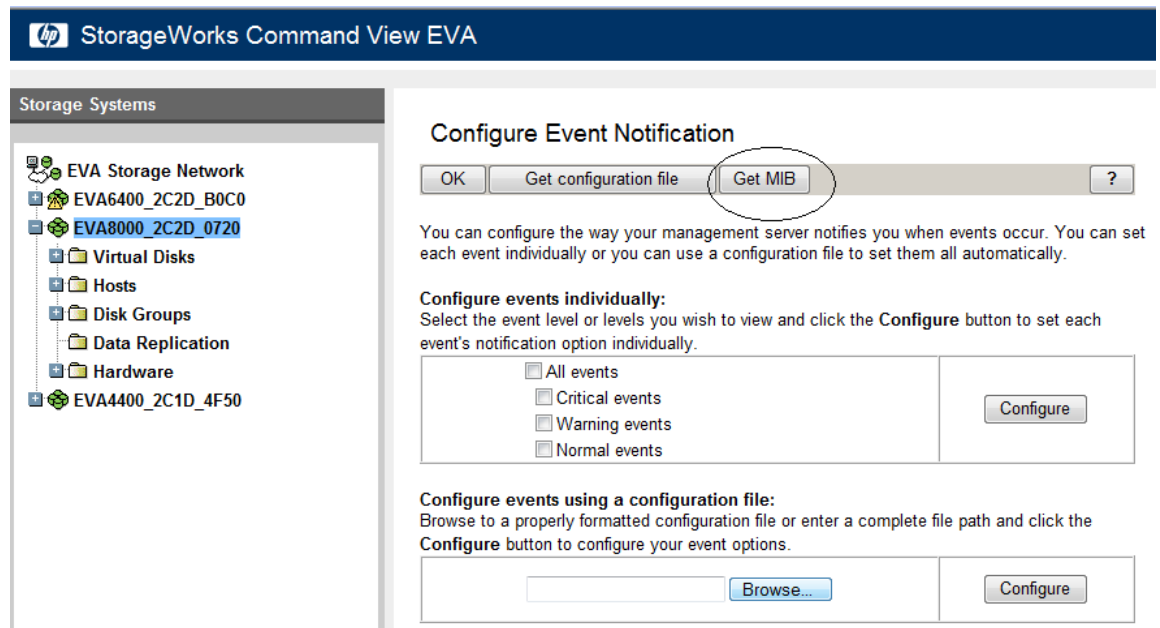 hp StorageWorks Command View EVA
Storage Systems
EVA Storage Network
EVA6400_2C2D_B0C0
EVA8000_2C2D_0720
Virtual Disks
Hosts
Disk Groups
Data Replication
Hardware
EVA4400_2C1D_4F50
Configure Event Notification
OK Get configuration file Get MIB ?
You can configure the way your management server notifies you when events occur. You can set
each event individually or you can use a configuration file to set them all automatically.
Configure events individually:
Select the event level or levels you wish to view and click the Configure button to set each
event's notification option individually.
All events
Critical events
Warning events
Normal events
Configure
Configure events using a configuration file:
Browse to a properly formatted configuration file or enter a complete file path and click the
Configure button to configure your event options.
Browse... Configure